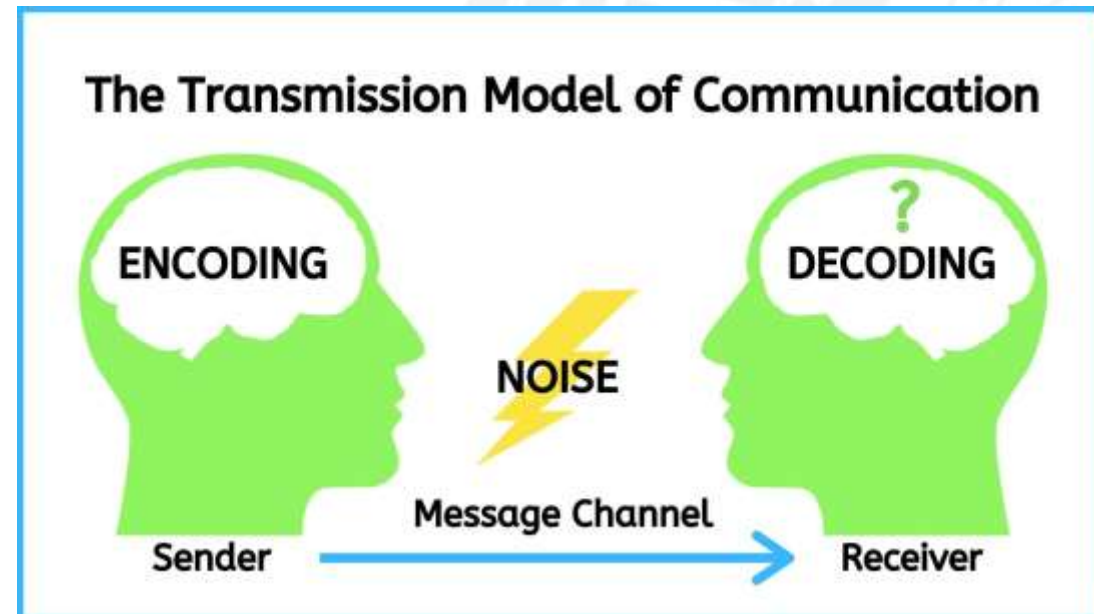 The Transmission Model of Communication
ENCODING
?
DECODING
NOISE
Message Channel
Sender
Receiver